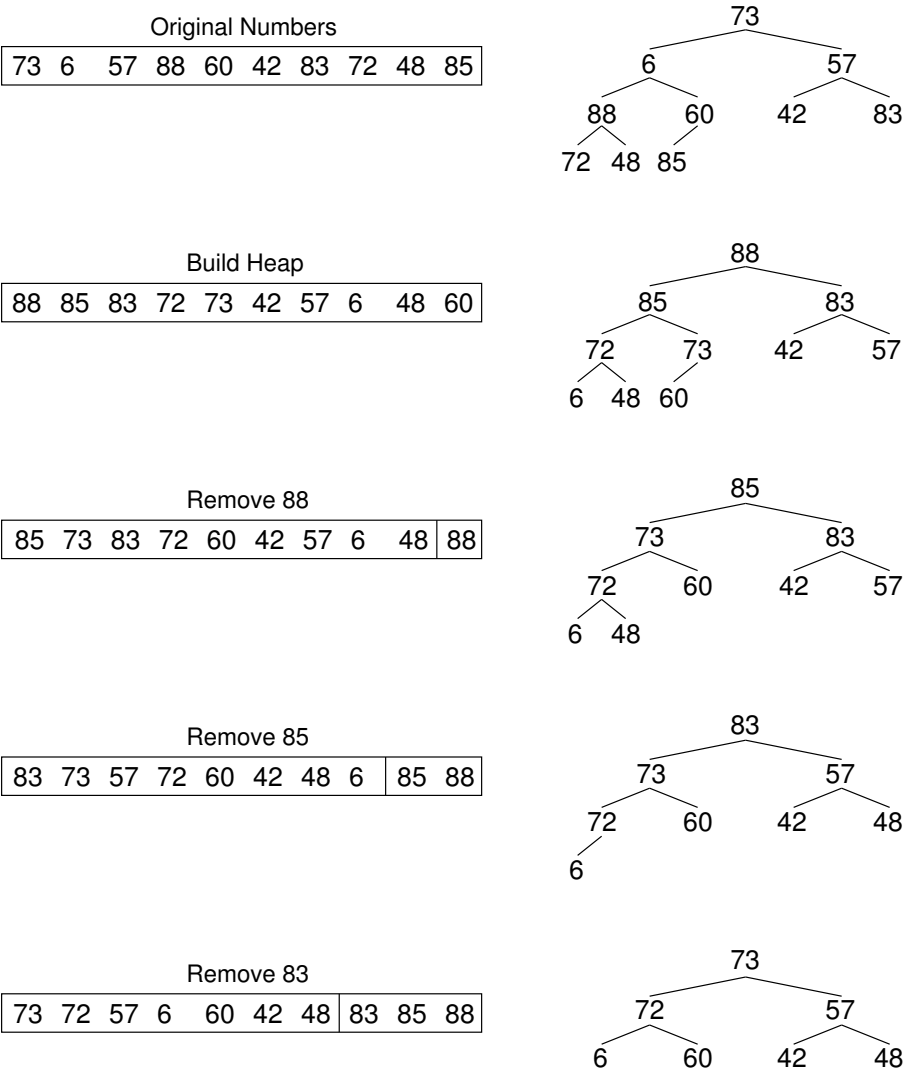 Original Numbers
73 6 57 88 60 42 83 72 48 85
73
6 57
88 60 42 83
72 48 85
Build Heap
88 85 83 72 73 42 57 6 48 60
88
85 83
72 73 42 57
6 48 60
Remove 88
85 73 83 72 60 42 57 6 48 88
85
73 83
72 60 42 57
6 48
Remove 85
83 73 57 72 60 42 48 6 85 88
83
73 57
72 60 42 48
6
Remove 83
73 72 57 6 60 42 48 83 85 88
73
72 57
6 60 42 48